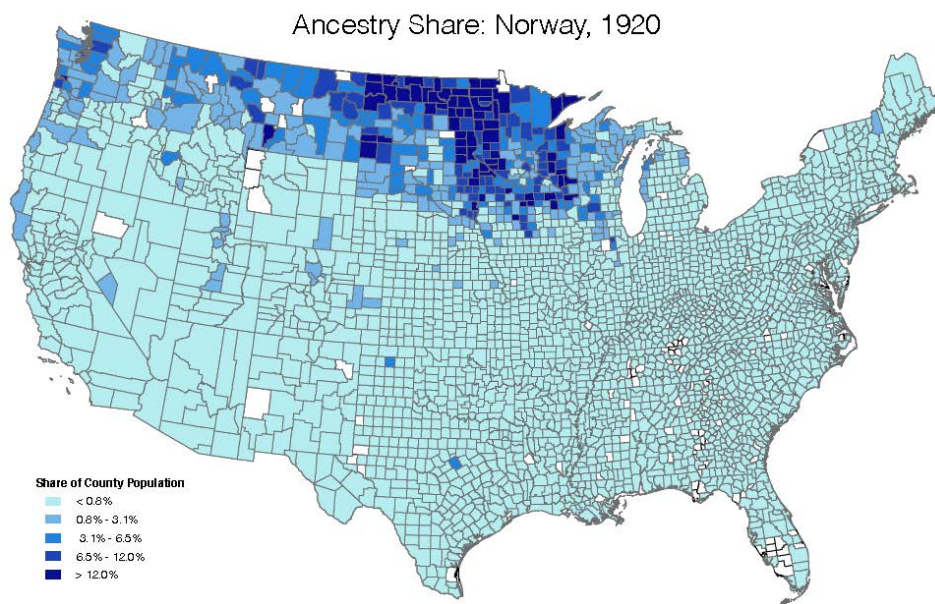 Ancestry Share: Norway, 1920
Share of County Population
< 0.8%
0.8% - 3.1%
3.1% - 6.5%
6.5% - 12.0%
> 12.0%